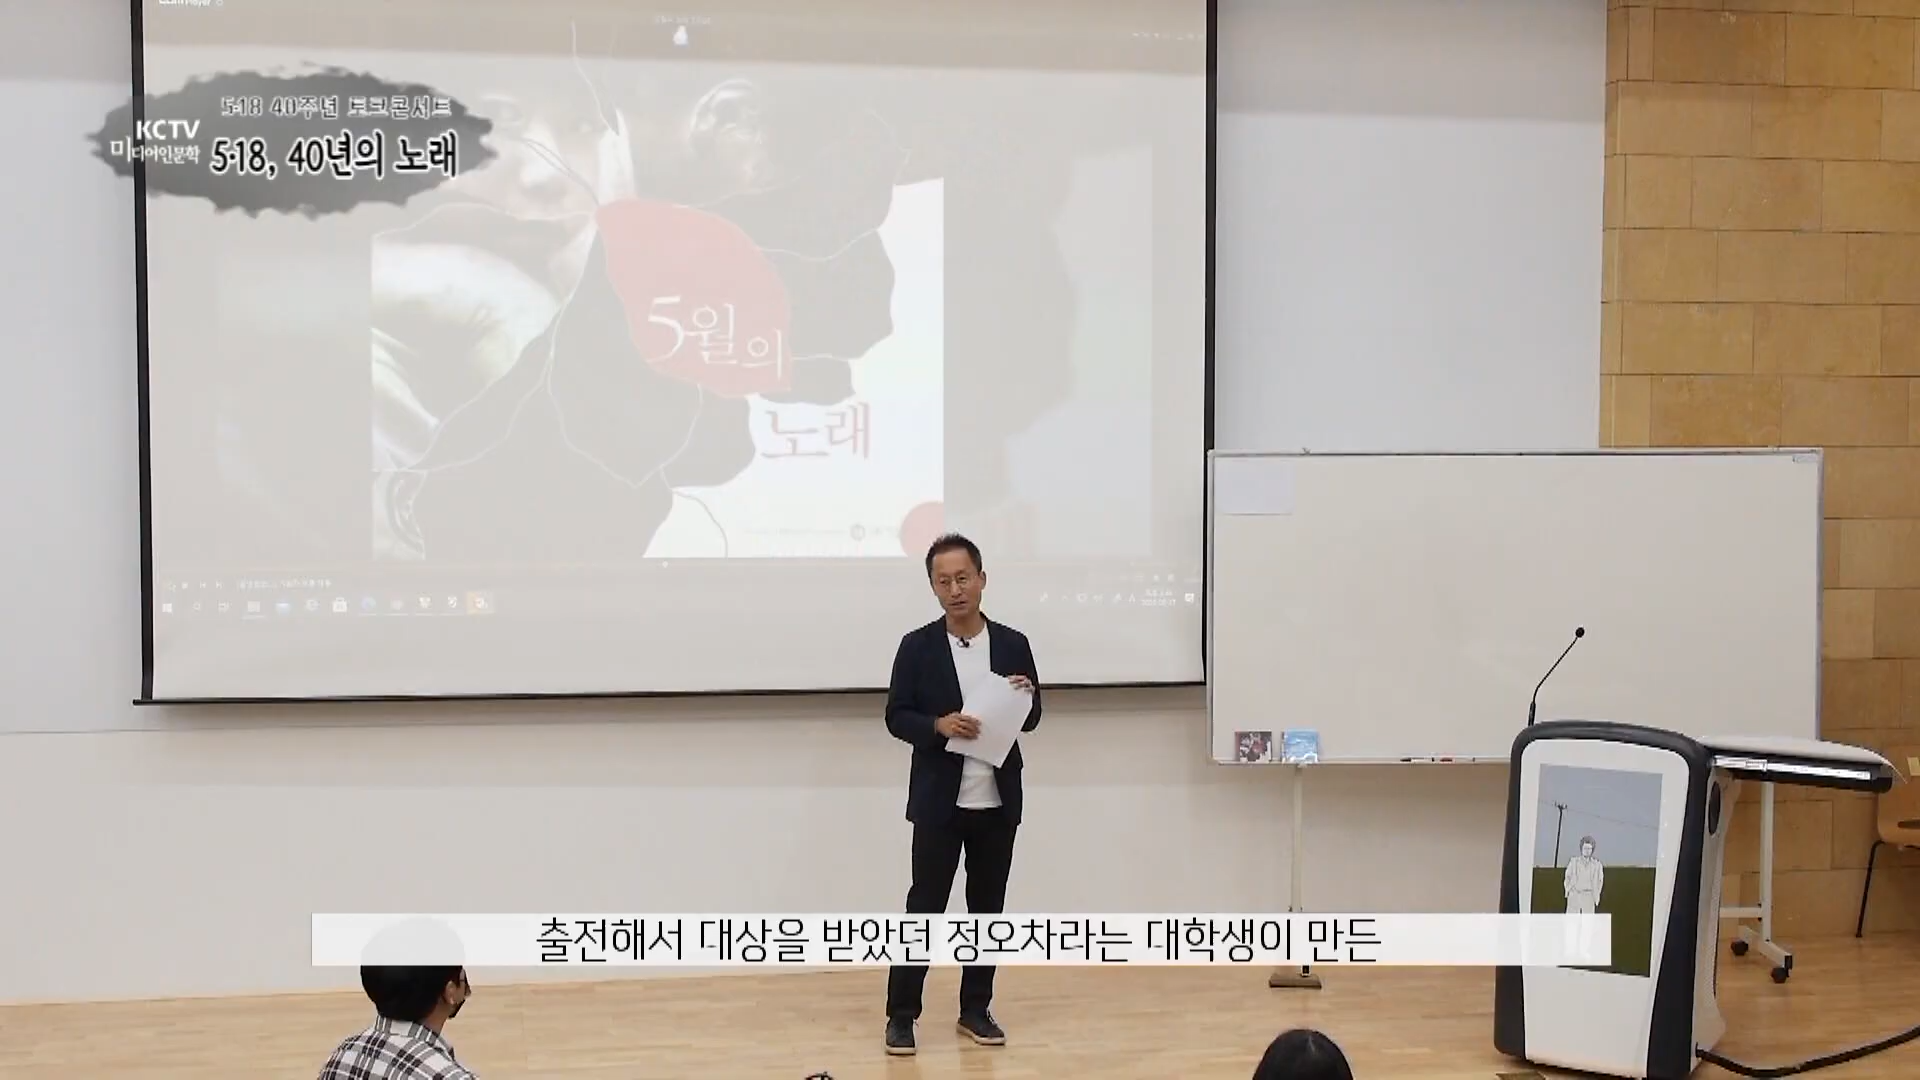 5·18 40주년 토크콘서트
KCTV
미디어인문학
5·18, 40년의 노래
5월의
노래
출전해서 대상을 받았던 정오차라는 대학생이 만든